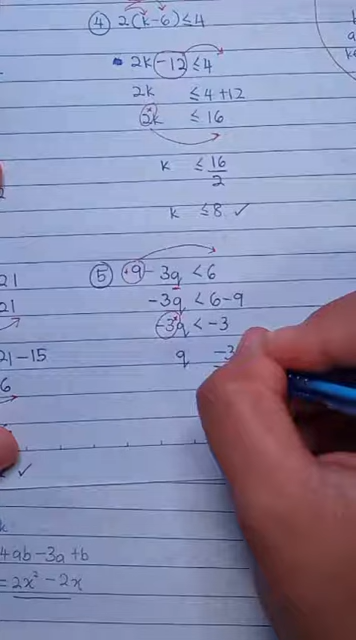 ④ 2(k-6) ≤ 4
2k -12 ≤ 4
2k ≤ 4 + 12
2k ≤ 16
k ≤ 16/2
k ≤ 8 ✓
21
21
21 - 15
6
✓
⑤ 9 - 3q < 6
-3q < 6 - 9
-3q < -3
q -3
4ab - 3a + b
= 2x² - 2x